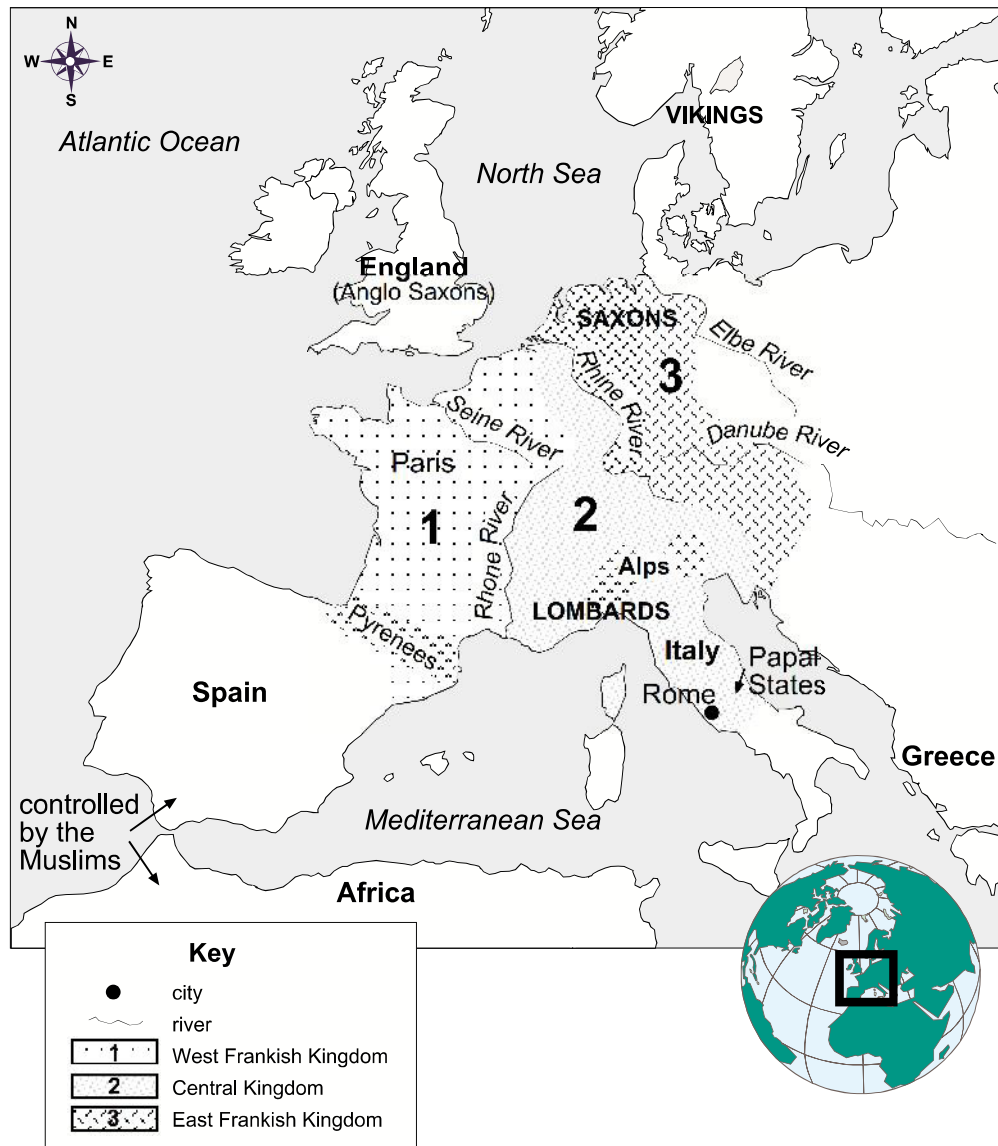 N
W E
S
Atlantic Ocean
VIKINGS
North Sea
England
(Anglo Saxons)
SAXONS
Elbe River
3
Rhine River
Seine River
Danube River
Paris
1
2
Rhone River
Alps
LOMBARDS
Pyrenees
Italy
Papal
States
Spain
Rome
Greece
controlled
by the
Muslims
Mediterranean Sea
Africa
Key
city
river
1 West Frankish Kingdom
2 Central Kingdom
3 East Frankish Kingdom